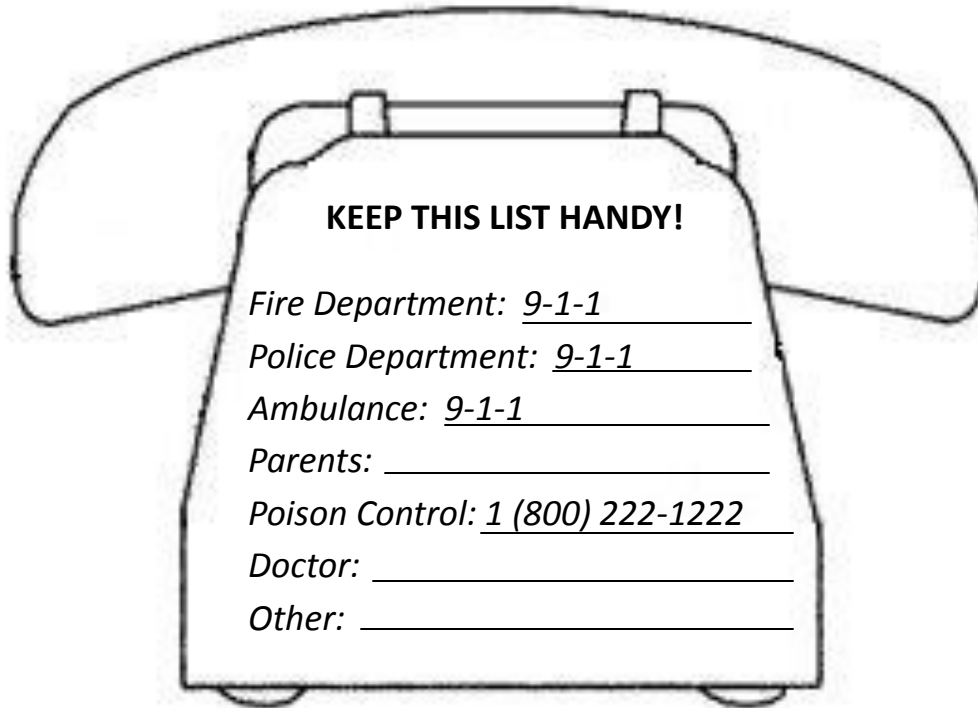 KEEP THIS LIST HANDY!
Fire Department: 9-1-1
Police Department: 9-1-1
Ambulance: 9-1-1
Parents:
Poison Control: 1 (800) 222-1222
Doctor:
Other: